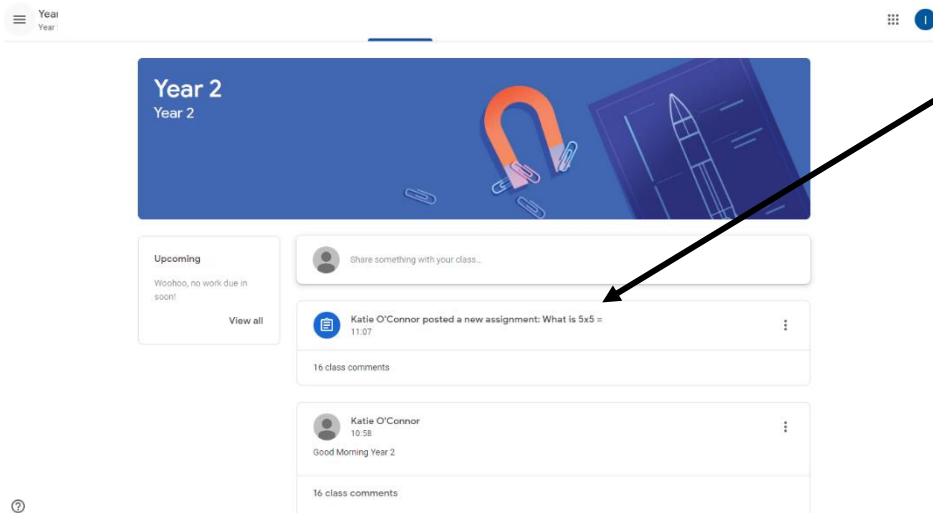 Year
Year
I
Year 2
Year 2
Upcoming
Woohoo, no work due in
soon!
View all
Share something with your class...
Katie O'Connor posted a new assignment: What is 5x5 =
11:07
16 class comments
Katie O'Connor
10:58
Good Morning Year 2
16 class comments